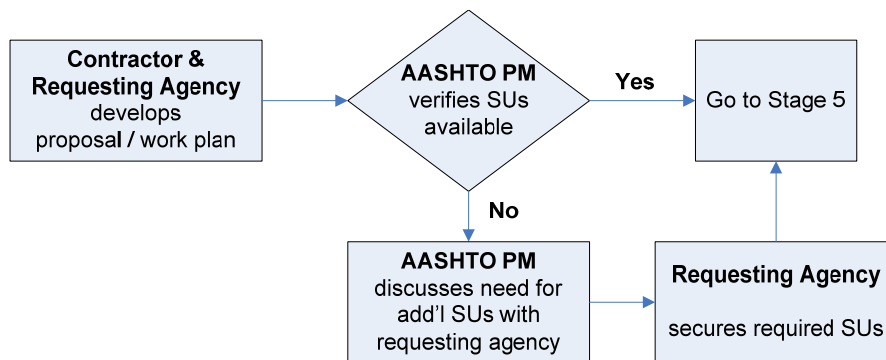 Contractor &
Requesting Agency
develops
proposal / work plan
AASHTO PM
verifies SUs
available
Yes
Go to Stage 5
No
AASHTO PM
discusses need for
add’l SUs with
requesting agency
Requesting Agency
secures required SUs